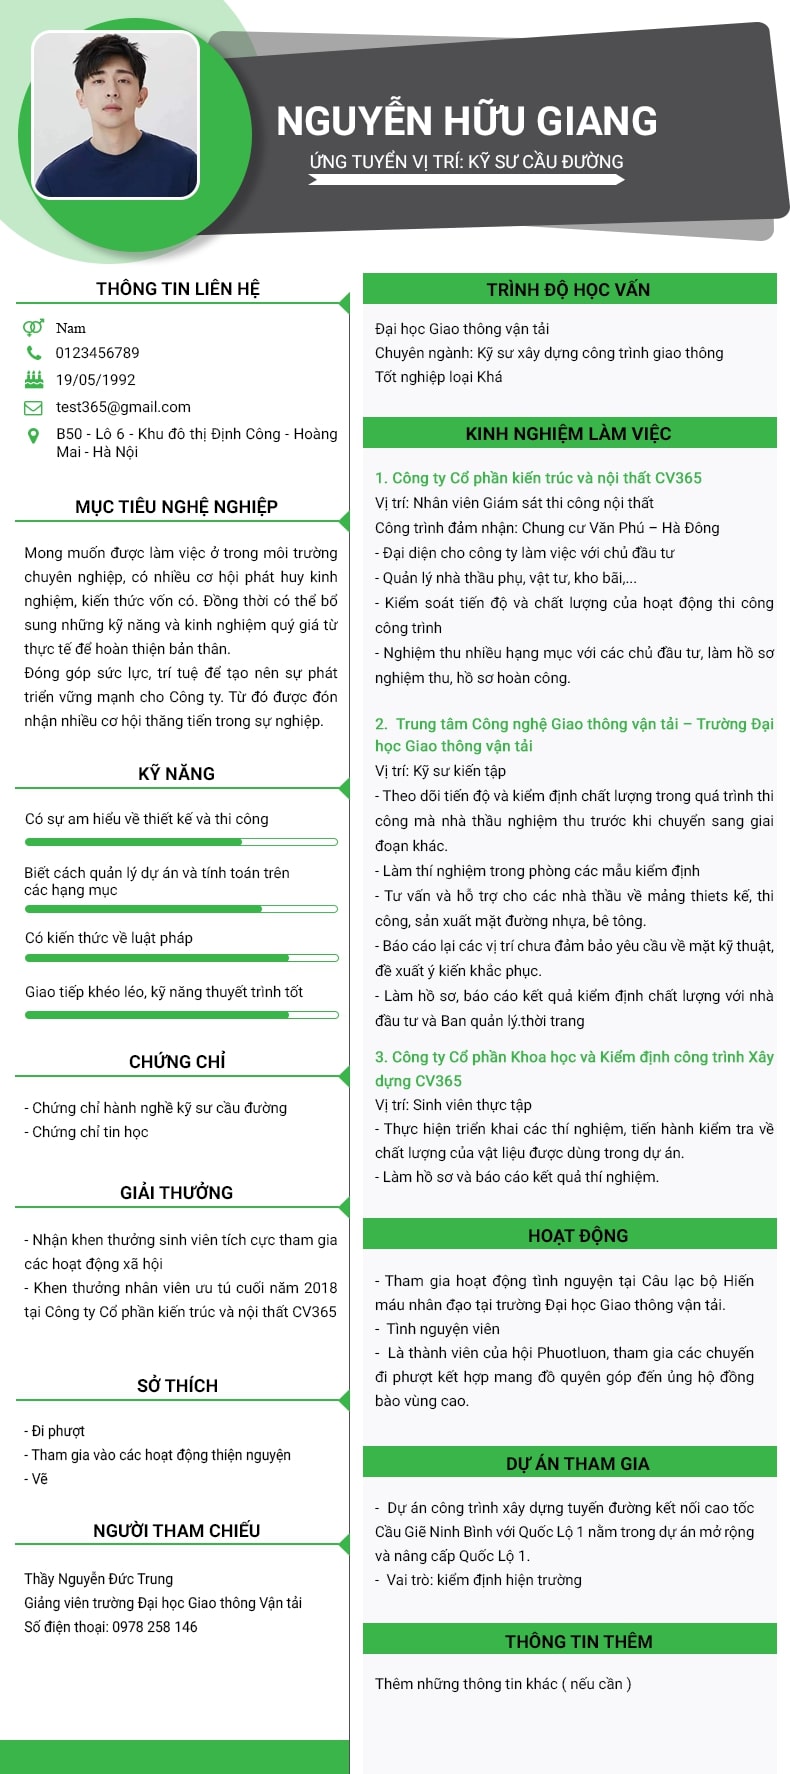 NGUYỄN HỮU GIANG
ỨNG TUYỂN VỊ TRÍ: KỸ SƯ CẦU ĐƯỜNG
THÔNG TIN LIÊN HỆ
Nam
0123456789
19/05/1992
test365@gmail.com
B50 - Lô 6 - Khu đô thị Định Công - Hoàng
Mai - Hà Nội
MỤC TIÊU NGHỀ NGHIỆP
Mong muốn được làm việc ở trong môi trường
chuyên nghiệp, có nhiều cơ hội phát huy kinh
nghiệm, kiến thức vốn có. Đồng thời có thể bổ
sung những kỹ năng và kinh nghiệm quý giá từ
thực tế để hoàn thiện bản thân.
Đóng góp sức lực, trí tuệ để tạo nên sự phát
triển vững mạnh cho Công ty. Từ đó được đón
nhận nhiều cơ hội thăng tiến trong sự nghiệp.
KỸ NĂNG
Có sự am hiểu về thiết kế và thi công
Biết cách quản lý dự án và tính toán trên
các hạng mục
Có kiến thức về luật pháp
Giao tiếp khéo léo, kỹ năng thuyết trình tốt
CHỨNG CHỈ
- Chứng chỉ hành nghề kỹ sư cầu đường
- Chứng chỉ tin học
GIẢI THƯỞNG
- Nhận khen thưởng sinh viên tích cực tham gia
các hoạt động xã hội
- Khen thưởng nhân viên ưu tú cuối năm 2018
tại Công ty Cổ phần kiến trúc và nội thất CV365
SỞ THÍCH
- Đi phượt
- Tham gia vào các hoạt động thiện nguyện
- Vẽ
NGƯỜI THAM CHIẾU
Thầy Nguyễn Đức Trung
Giảng viên trường Đại học Giao thông Vận tải
Số điện thoại: 0978 258 146
TRÌNH ĐỘ HỌC VẤN
Đại học Giao thông vận tải
Chuyên ngành: Kỹ sư xây dựng công trình giao thông
Tốt nghiệp loại Khá
KINH NGHIỆM LÀM VIỆC
1. Công ty Cổ phần kiến trúc và nội thất CV365
Vị trí: Nhân viên Giám sát thi công nội thất
Công trình đảm nhận: Chung cư Văn Phú – Hà Đông
- Đại diện cho công ty làm việc với chủ đầu tư
- Quản lý nhà thầu phụ, vật tư, kho bãi,...
- Kiểm soát tiến độ và chất lượng của hoạt động thi công
công trình
- Nghiệm thu nhiều hạng mục với các chủ đầu tư, làm hồ sơ
nghiệm thu, hồ sơ hoàn công.
2. Trung tâm Công nghệ Giao thông vận tải – Trường Đại
học Giao thông vận tải
Vị trí: Kỹ sư kiến tập
- Theo dõi tiến độ và kiểm định chất lượng trong quá trình thi
công mà nhà thầu nghiệm thu trước khi chuyển sang giai
đoạn khác.
- Làm thí nghiệm trong phòng các mẫu kiểm định
- Tư vấn và hỗ trợ cho các nhà thầu về mảng thiets kế, thi
công, sản xuất mặt đường nhựa, bê tông.
- Báo cáo lại các vị trí chưa đảm bảo yêu cầu về mặt kỹ thuật,
đề xuất ý kiến khắc phục.
- Làm hồ sơ, báo cáo kết quả kiểm định chất lượng với nhà
đầu tư và Ban quản lý.thời trang
3. Công ty Cổ phần Khoa học và Kiểm định công trình Xây
dựng CV365
Vị trí: Sinh viên thực tập
- Thực hiện triển khai các thí nghiệm, tiến hành kiểm tra về
chất lượng của vật liệu được dùng trong dự án.
- Làm hồ sơ và báo cáo kết quả thí nghiệm.
HOẠT ĐỘNG
- Tham gia hoạt động tình nguyện tại Câu lạc bộ Hiến
máu nhân đạo tại trường Đại học Giao thông vận tải.
- Tình nguyện viên
- Là thành viên của hội Phuotluon, tham gia các chuyến
đi phượt kết hợp mang đồ quyên góp đến ủng hộ đồng
bào vùng cao.
DỰ ÁN THAM GIA
- Dự án công trình xây dựng tuyến đường kết nối cao tốc
Cầu Giẽ Ninh Bình với Quốc Lộ 1 nằm trong dự án mở rộng
và nâng cấp Quốc Lộ 1.
- Vai trò: kiểm định hiện trường
THÔNG TIN THÊM
Thêm những thông tin khác ( nếu cần )